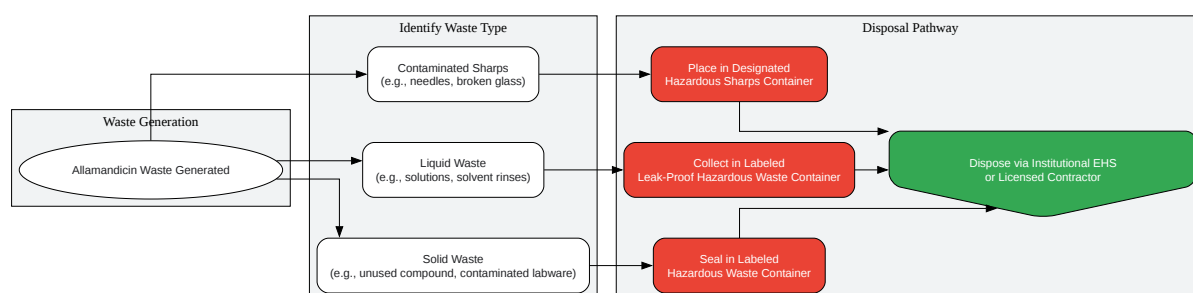 Identify Waste Type
Disposal Pathway
Contaminated Sharps
(e.g., needles, broken glass)
Place in Designated
Hazardous Sharps Container
Waste Generation
Allamandicin Waste Generated
Liquid Waste
(e.g., solutions, solvent rinses)
Collect in Labeled
Leak-Proof Hazardous Waste Container
Dispose via Institutional EHS
or Licensed Contractor
Solid Waste
(e.g., unused compound, contaminated labware)
Seal in Labeled
Hazardous Waste Container